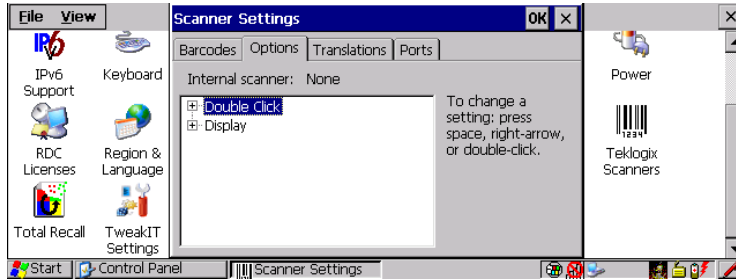 File View
Scanner Settings
OK
Barcodes Options Translations Ports
Internal scanner: None
Double Click
Display
To change a
setting: press
space, right-arrow,
or double-click.
IPv6
IPv6
Support
Keyboard
RDC
Licenses
Region &
Language
Total Recall
TweakIT
Settings
Power
1234
Teklogix
Scanners
Start
Control Panel
Scanner Settings